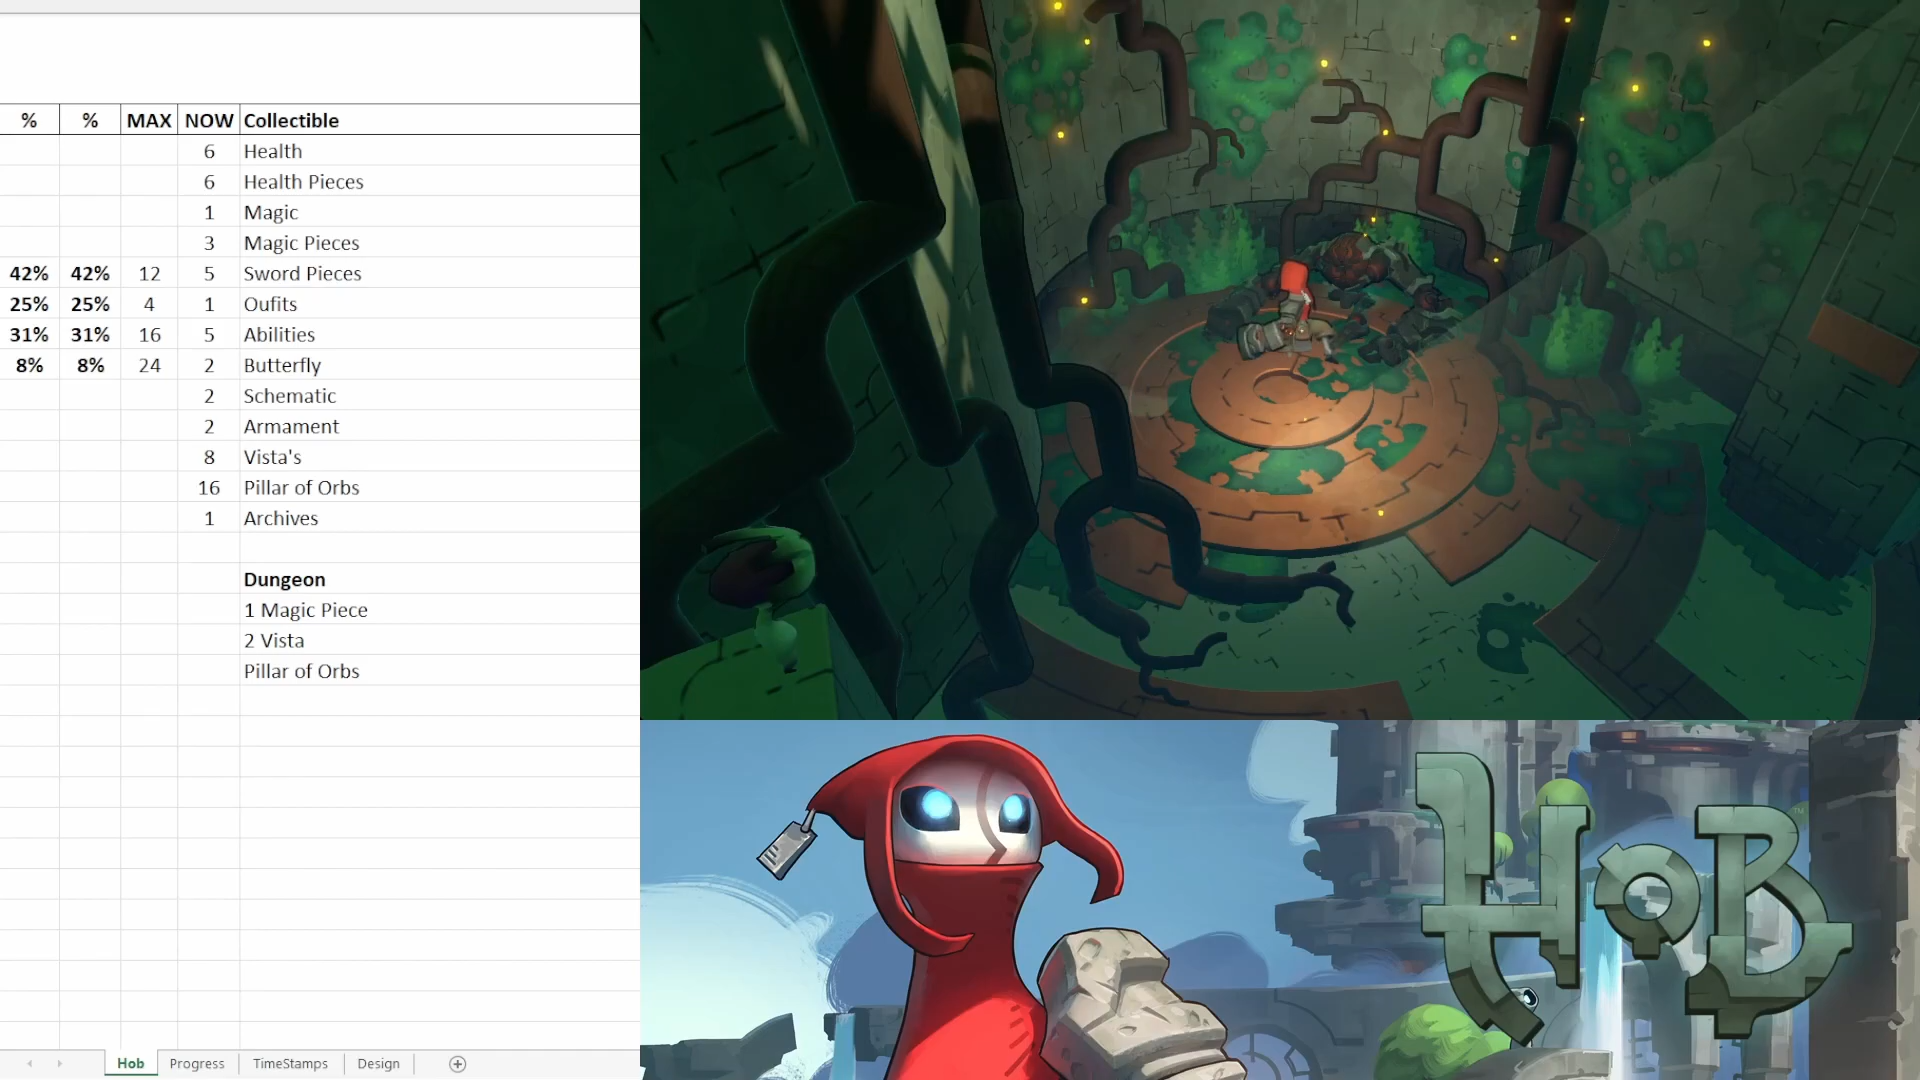 % % MAX NOW Collectible
6 Health
6 Health Pieces
1 Magic
3 Magic Pieces
42% 42% 12 5 Sword Pieces
25% 25% 4 1 Oufits
31% 31% 16 5 Abilities
8% 8% 24 2 Butterfly
2 Schematic
2 Armament
8 Vista's
16 Pillar of Orbs
1 Archives
Dungeon
1 Magic Piece
2 Vista
Pillar of Orbs
Hob Progress TimeStamps Design
HOB
TM